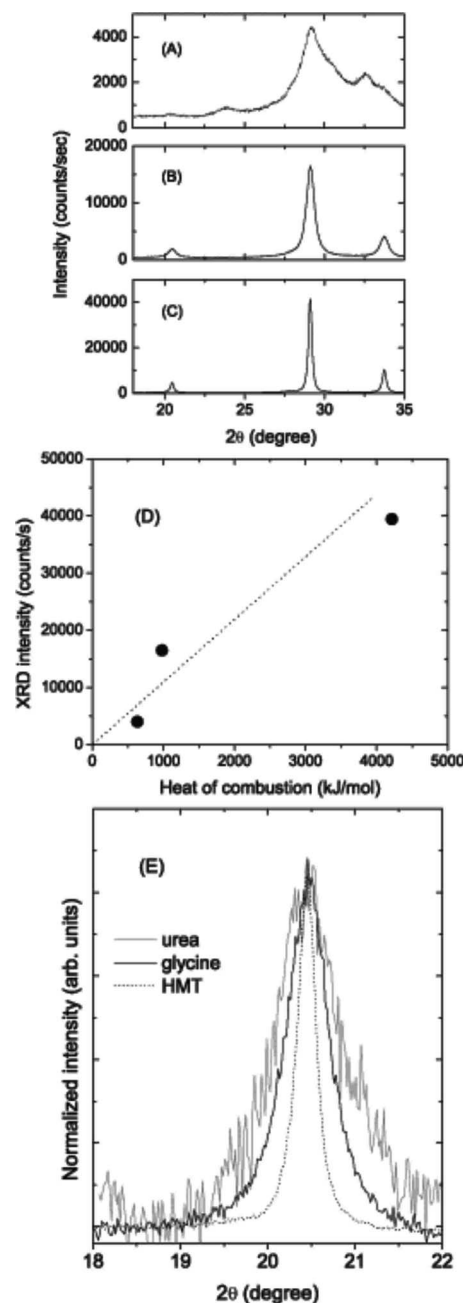 4000
2000
0
(A)
20000
10000
0
(B)
40000
20000
0
(C)
Intensity (counts/sec)
20 25 30 35
2θ (degree)
50000
40000
30000
20000
10000
0
(D)
XRD intensity (counts/s)
0 1000 2000 3000 4000 5000
Heat of combustion (kJ/mol)
(E)
urea
glycine
HMT
Normalized intensity (arb. units)
18 19 20 21 22
2θ (degree)